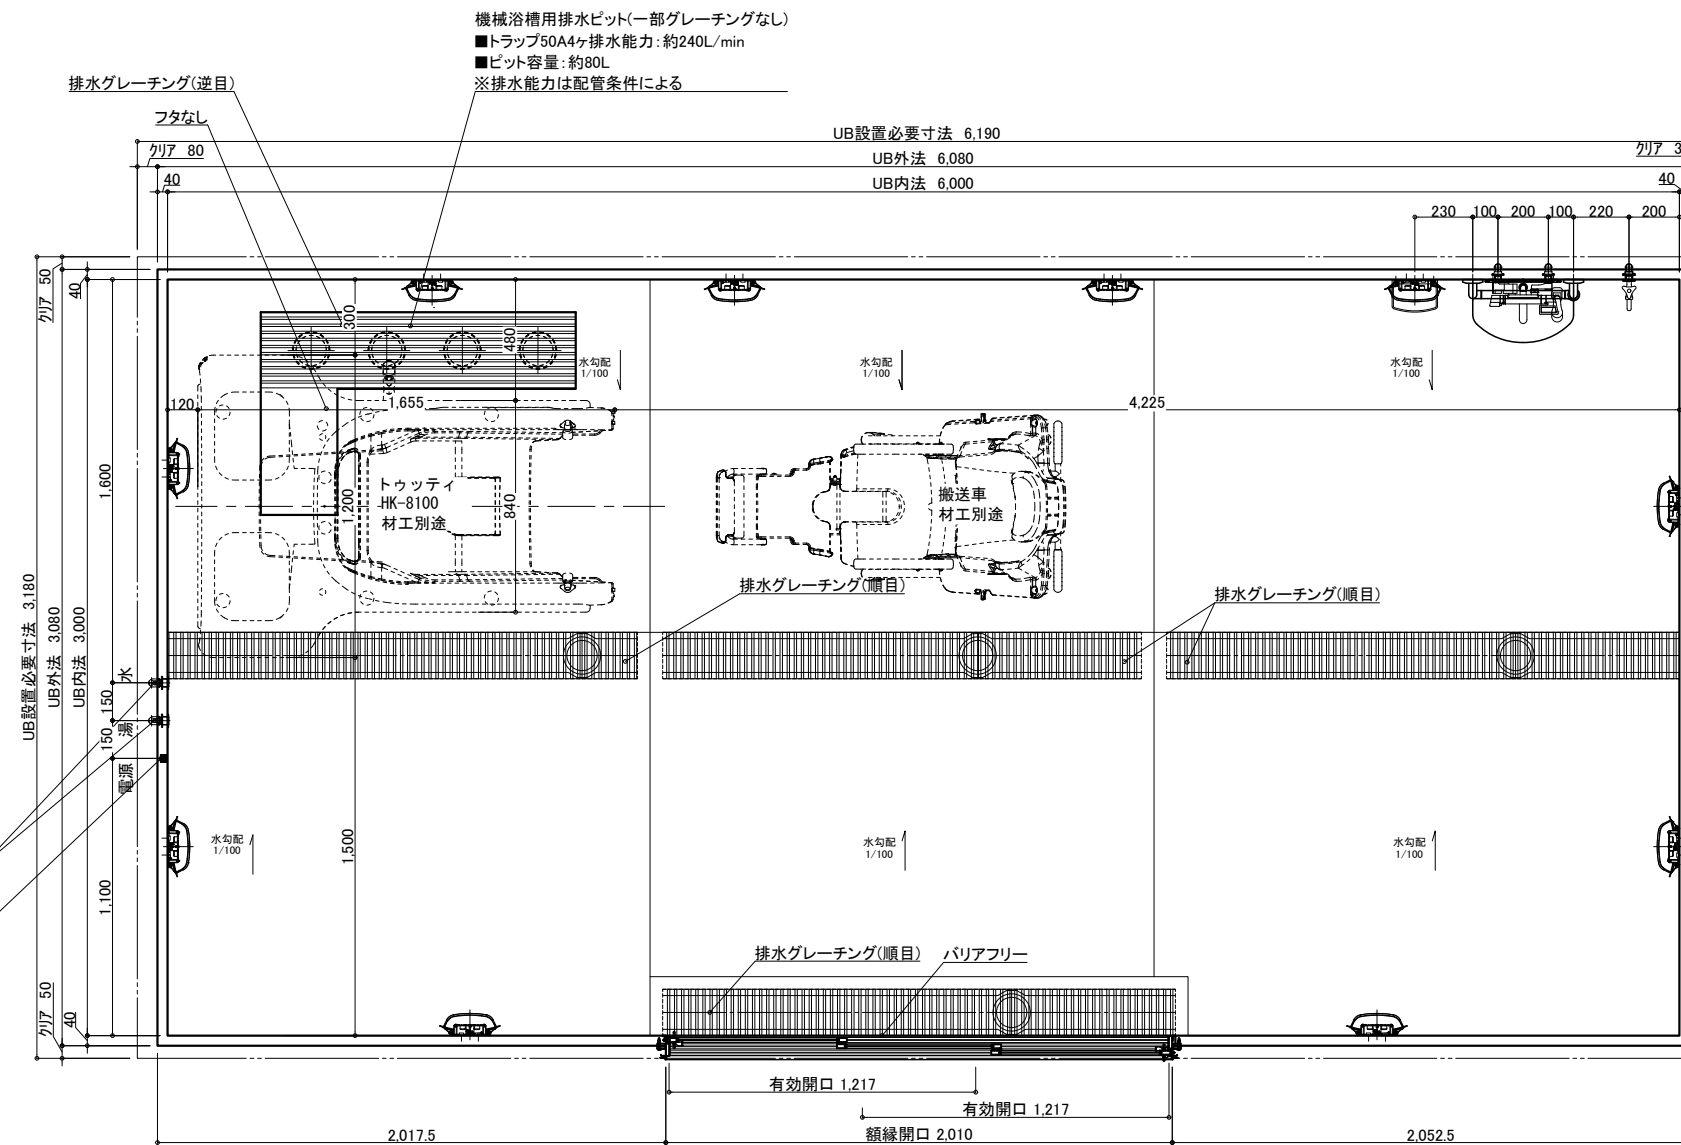 機械浴槽用排水ピット(一部グレーチングなし)
■トラップ50A4ヶ排水能力:約240L/min
■ピット容量:約80L
※排水能力は配管条件による
排水グレーチング(逆目)
フタなし
UB設置必要寸法 6,190
クリア 80
UB外法 6,080
クリア 3
40
UB内法 6,000
40
230
100
200
100
220
200
クリア 50
40
300
480
水勾配
1/100
水勾配
1/100
水勾配
1/100
120
1,655
4,225
1,600
トゥッティ
HK-8100
材工別途
1,200
840
搬送車
材工別途
排水グレーチング(順目)
排水グレーチング(順目)
UB設置必要寸法 3,180
UB外法 3,080
UB内法 3,000
150
水
150
湯
電源
水勾配
1/100
水勾配
1/100
水勾配
1/100
1,500
1,100
排水グレーチング(順目)
バリアフリー
クリア 50
40
有効開口 1,217
有効開口 1,217
2,017.5
額縁開口 2,010
2,052.5